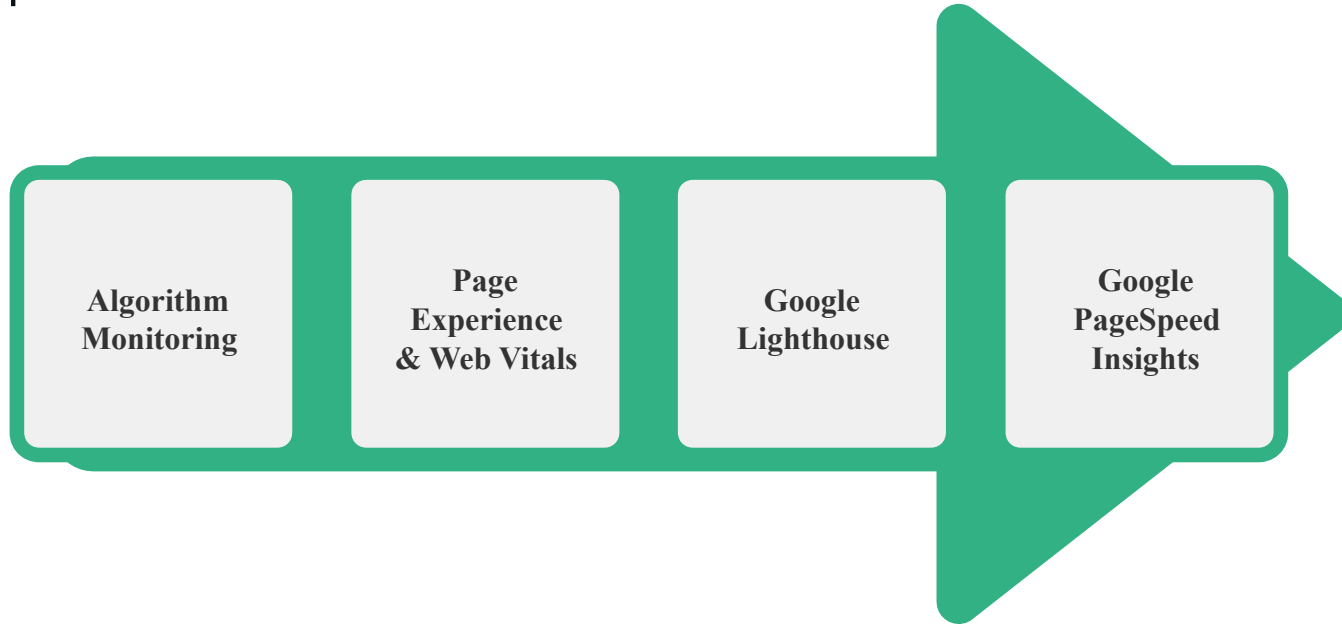 Algorithm
Monitoring
Page
Experience
& Web Vitals
Google
Lighthouse
Google
PageSpeed
Insights